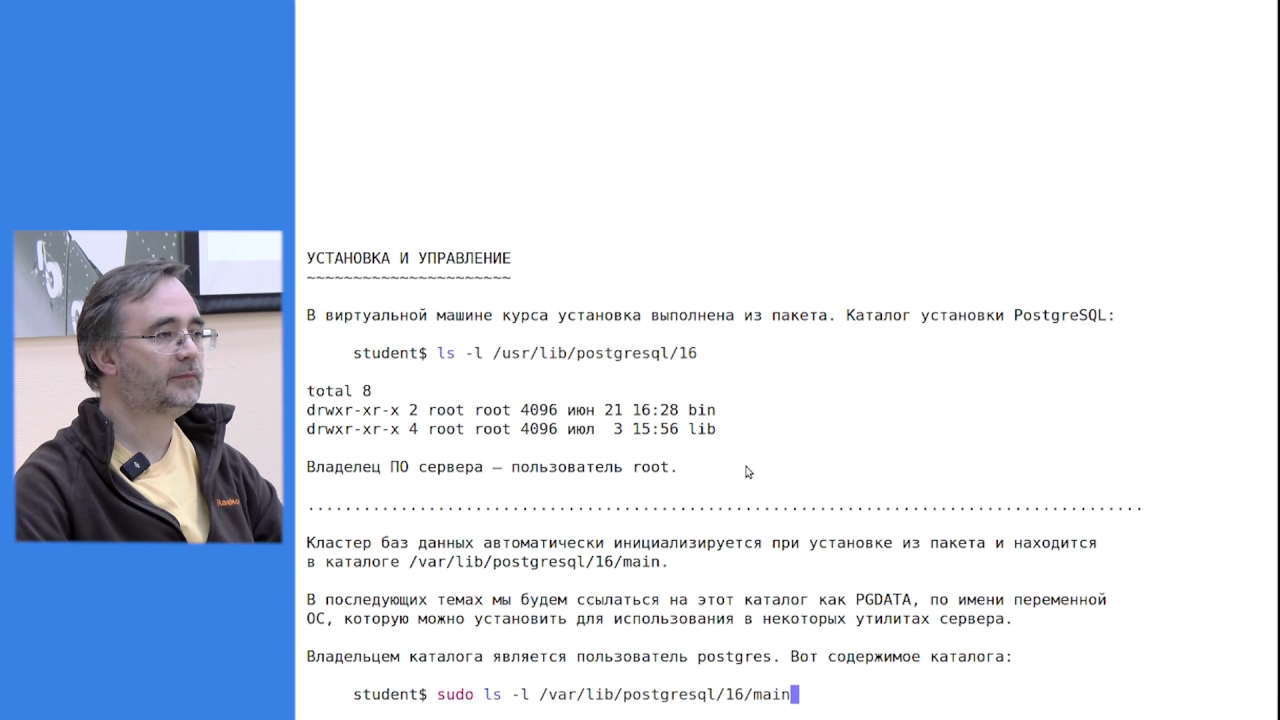 УСТАНОВКА И УПРАВЛЕНИЕ
~~~~~~~~~~~~~~~~~~~~~~
В виртуальной машине курса установка выполнена из пакета. Каталог установки PostgreSQL:
student$ ls -l /usr/lib/postgresql/16
total 8
drwxr-xr-x 2 root root 4096 июн 21 16:28 bin
drwxr-xr-x 4 root root 4096 июл  3 15:56 lib
Владелец ПО сервера — пользователь root.
..........................................................................................
Кластер баз данных автоматически инициализируется при установке из пакета и находится
в каталоге /var/lib/postgresql/16/main.
В последующих темах мы будем ссылаться на этот каталог как PGDATA, по имени переменной
ОС, которую можно установить для использования в некоторых утилитах сервера.
Владельцем каталога является пользователь postgres. Вот содержимое каталога:
student$ sudo ls -l /var/lib/postgresql/16/main